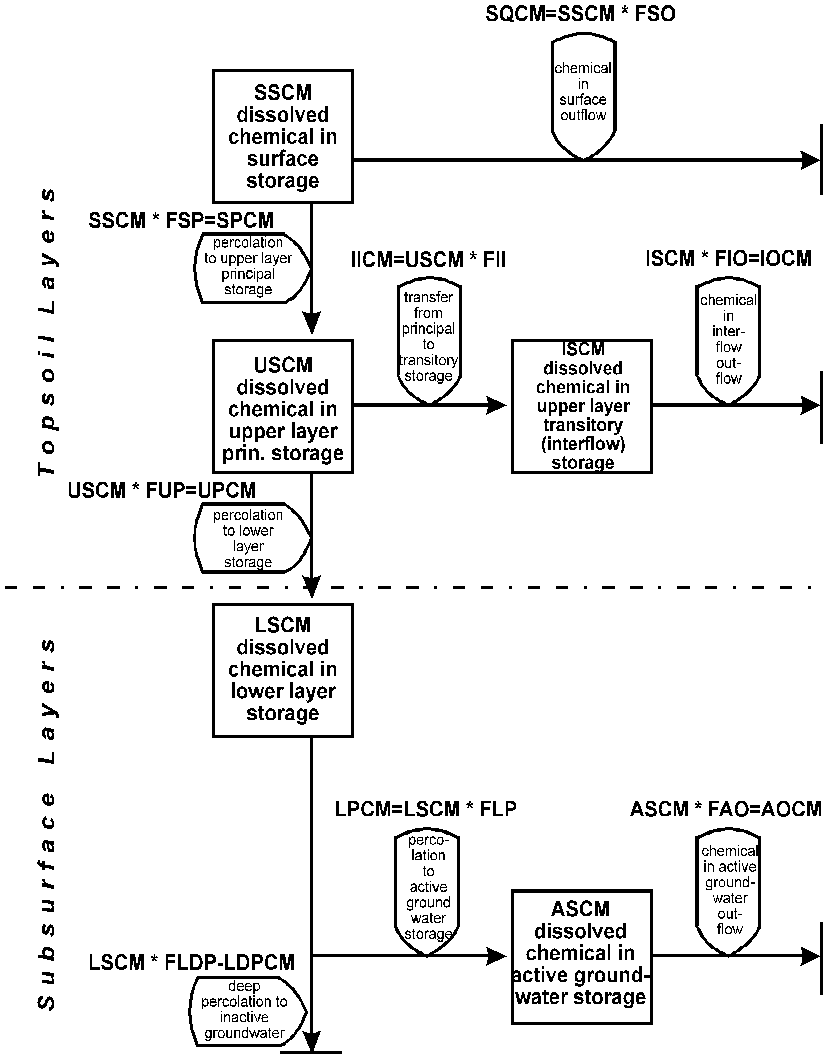 SQCM=SSCM * FSO
chemical
in
surface
outflow
SSCM
dissolved
chemical in
surface
storage
Topsoil Layers
SSCM * FSP=SPCM
percolation
to upper layer
principal
storage
IICM=USCM * FII
transfer
from
principal
to
transitory
storage
ISCM * FIO=IOCM
chemical
in
inter-
flow
out-
flow
USCM
dissolved
chemical in
upper layer
prin. storage
ISCM
dissolved
chemical in
upper layer
transitory
(interflow)
storage
USCM * FUP=UPCM
percolation
to lower
layer
storage
LSCM
dissolved
chemical in
lower layer
storage
Subsurface Layers
LPCM=LSCM * FLP
perco-
lation
to
active
ground
water
storage
ASCM * FAO=AOCM
chemical
in active
ground-
water
out-
flow
ASCM
dissolved
chemical in
active ground-
water storage
LSCM * FLDP-LDPCM
deep
percolation to
inactive
groundwater